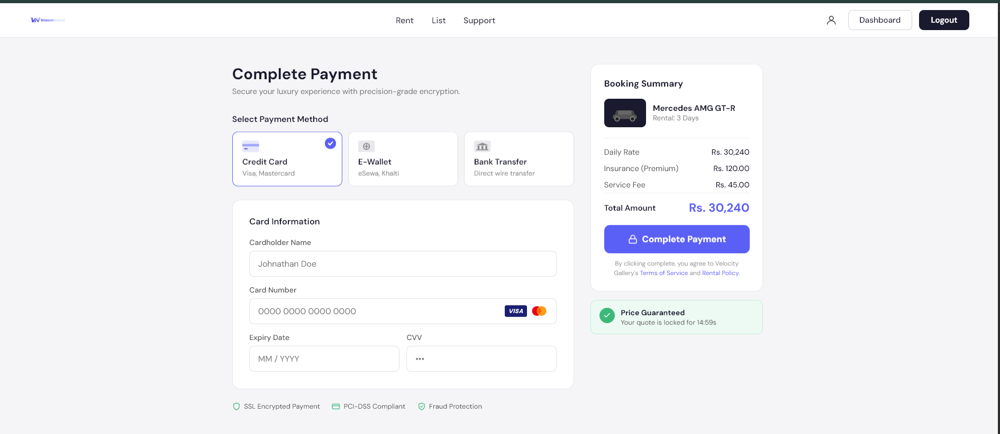 VroomNepal
Rent
List
Support
Dashboard
Logout
Complete Payment
Secure your luxury experience with precision-grade encryption.
Select Payment Method
Credit Card
Visa, Mastercard
E-Wallet
eSewa, Khalti
Bank Transfer
Direct wire transfer
Card Information
Cardholder Name
Johnathan Doe
Card Number
0000 0000 0000 0000
VISA
Expiry Date
CVV
MM / YYYY
•••
SSL Encrypted Payment
PCI-DSS Compliant
Fraud Protection
Booking Summary
Mercedes AMG GT-R
Rental: 3 Days
Daily Rate Rs. 30,240
Insurance (Premium) Rs. 120.00
Service Fee Rs. 45.00
Total Amount Rs. 30,240
Complete Payment
By clicking complete, you agree to Velocity
Gallery's Terms of Service and Rental Policy.
Price Guaranteed
Your quote is locked for 14:59s